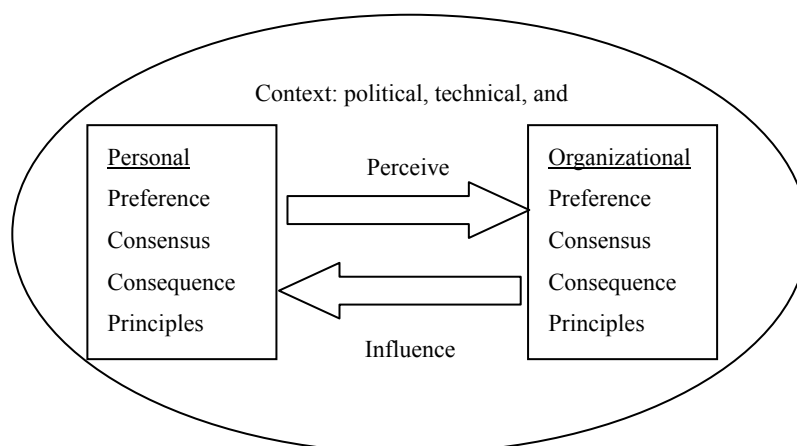 Context: political, technical, and
Personal
Preference
Consensus
Consequence
Principles
Perceive
Influence
Organizational
Preference
Consensus
Consequence
Principles